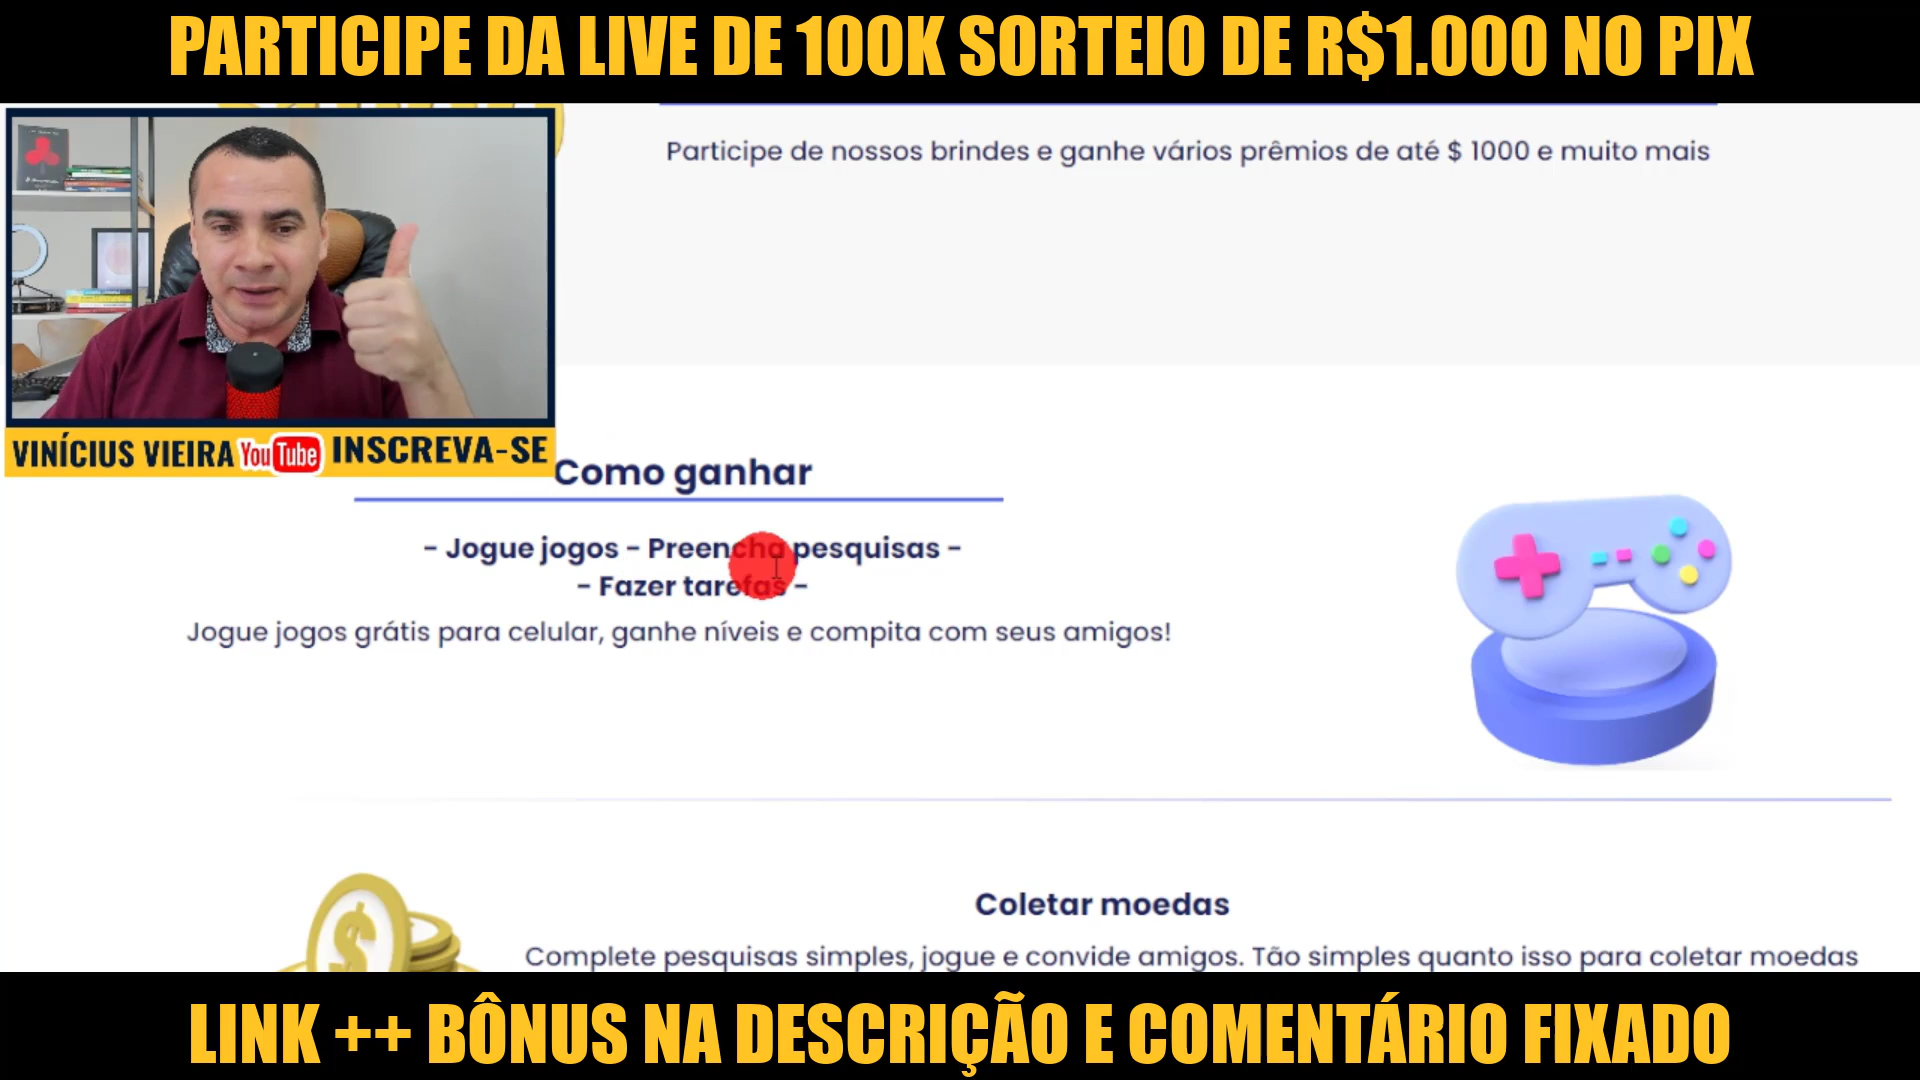 PARTICIPE DA LIVE DE 100K SORTEIO DE R$1.000 NO PIX
Participe de nossos brindes e ganhe vários prêmios de até $ 1000 e muito mais
VINÍCIUS VIEIRA YouTube INSCREVA-SE
Como ganhar
- Jogue jogos - Preencha pesquisas -
- Fazer tarefas -
Jogue jogos grátis para celular, ganhe níveis e compita com seus amigos!
Coletar moedas
Complete pesquisas simples, jogue e convide amigos. Tão simples quanto isso para coletar moedas
LINK ++ BÔNUS NA DESCRIÇÃO E COMENTÁRIO FIXADO